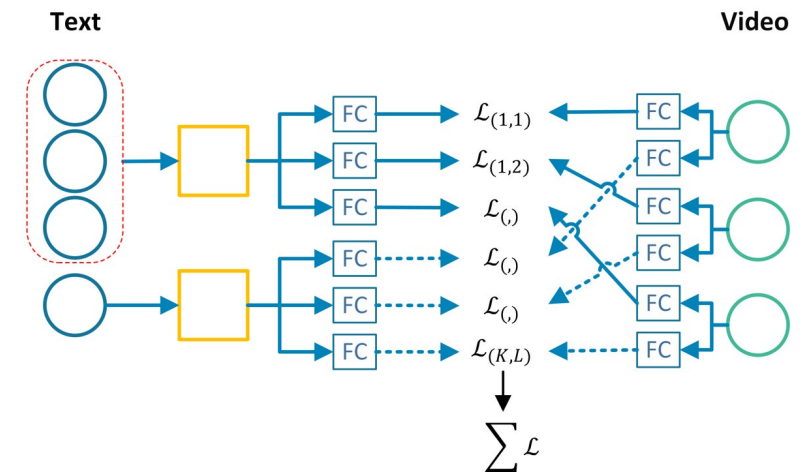 Text Video
FC ℒ(1,1) FC
FC ℒ(1,2) FC
FC ℒ(,) FC
FC ℒ(,) FC
FC ℒ(,) FC
FC ℒ(K,L) FC
∑ ℒ